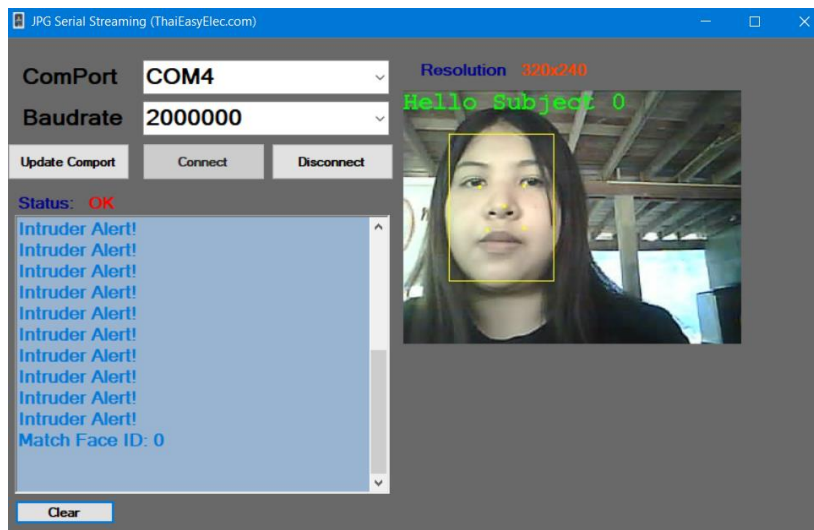 JPG Serial Streaming (ThaiEasyElec.com)
ComPort COM4
Baudrate 2000000
Update Comport Connect Disconnect
Status: OK
Intruder Alert!
Intruder Alert!
Intruder Alert!
Intruder Alert!
Intruder Alert!
Intruder Alert!
Intruder Alert!
Intruder Alert!
Intruder Alert!
Intruder Alert!
Match Face ID: 0
Clear
Resolution 320x240
Hello Subject 0